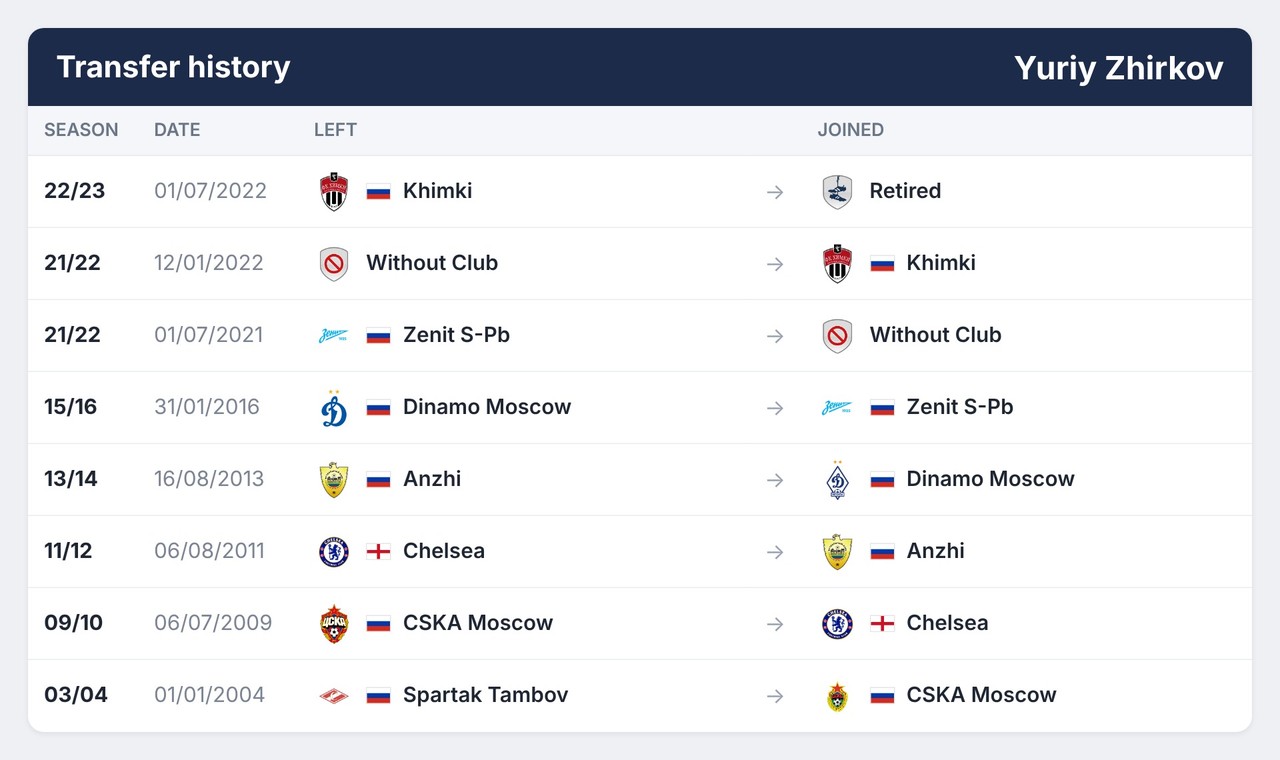 Transfer history Yuriy Zhirkov
SEASON DATE LEFT JOINED
22/23 01/07/2022 Khimki → Retired
21/22 12/01/2022 Without Club → Khimki
21/22 01/07/2021 Zenit S-Pb → Without Club
15/16 31/01/2016 Dinamo Moscow → Zenit S-Pb
13/14 16/08/2013 Anzhi → Dinamo Moscow
11/12 06/08/2011 Chelsea → Anzhi
09/10 06/07/2009 CSKA Moscow → Chelsea
03/04 01/01/2004 Spartak Tambov → CSKA Moscow